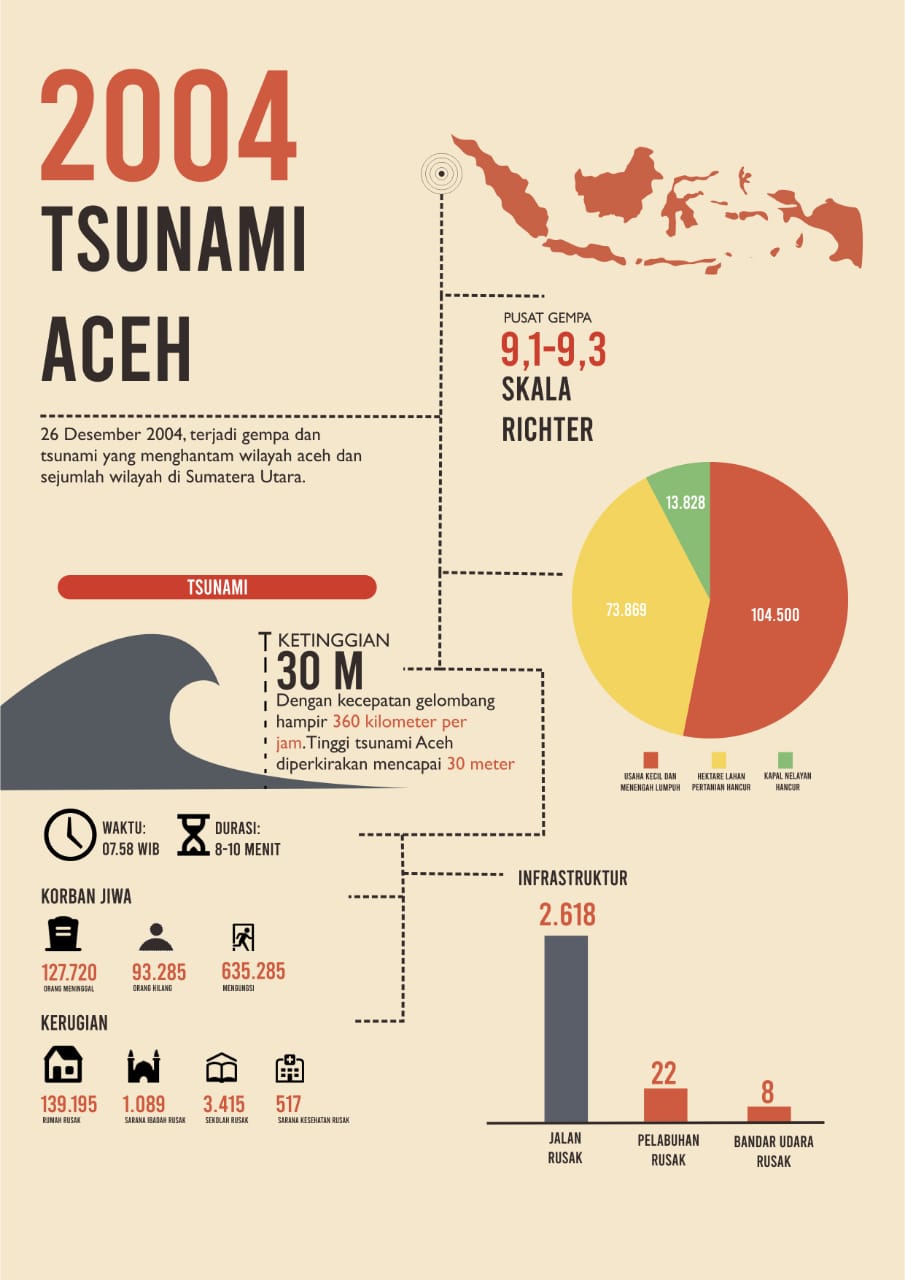 2004
TSUNAMI
ACEH
26 Desember 2004, terjadi gempa dan
tsunami yang menghantam wilayah aceh dan
sejumlah wilayah di Sumatera Utara.
PUSAT GEMPA
9,1-9,3
SKALA
RICHTER
13.828
73.869
104.500
USAHA KECIL DAN
MENENGAH LUMPUH
HEKTARE LAHAN
PERTANIAN HANCUR
KAPAL NELAYAN
HANCUR
TSUNAMI
KETINGGIAN
30 M
Dengan kecepatan gelombang
hampir 360 kilometer per
jam.Tinggi tsunami Aceh
diperkirakan mencapai 30 meter
WAKTU:
07.58 WIB
DURASI:
8-10 MENIT
KORBAN JIWA
127.720
ORANG MENINGGAL
93.285
ORANG HILANG
635.285
MENGUNGSI
KERUGIAN
139.195
RUMAH RUSAK
1.089
SARANA IBADAH RUSAK
3.415
SEKOLAH RUSAK
517
SARANA KESEHATAN RUSAK
INFRASTRUKTUR
2.618
22
8
JALAN
RUSAK
PELABUHAN
RUSAK
BANDAR UDARA
RUSAK